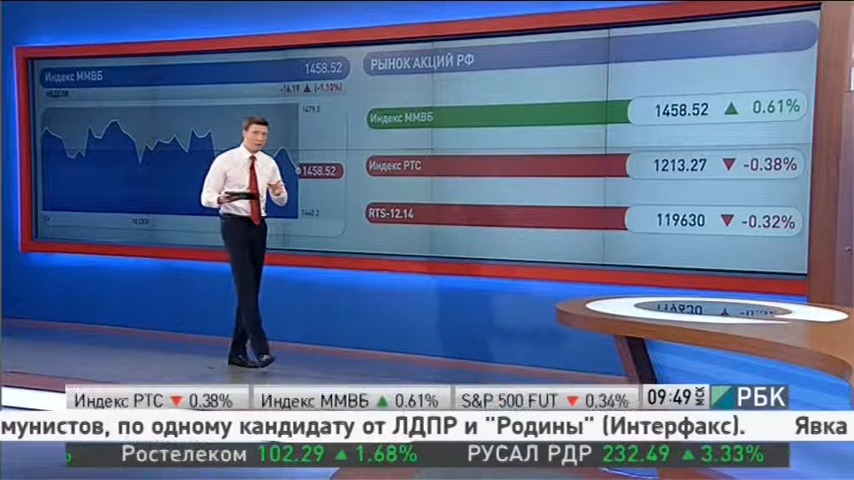 Индекс ММВБ 1458.52
НЕДЕЛЯ -16.19 ▲ (-1.10%)
1479.5
1458.52
РЫНОК АКЦИЙ РФ
Индекс ММВБ 1458.52 ▲ 0.61%
Индекс РТС 1213.27 ▼ -0.38%
RTS-12.14 119630 ▼ -0.32%
Индекс РТС ▼ 0.38% Индекс ММВБ ▲ 0.61% S&P 500 FUT ▼ 0.34% 09:49 МСК РБК
мунистов, по одному кандидату от ЛДПР и "Родины" (Интерфакс). Явка
Ростелеком 102.29 ▲ 1.68% РУСАЛ РДР 232.49 ▲ 3.33%